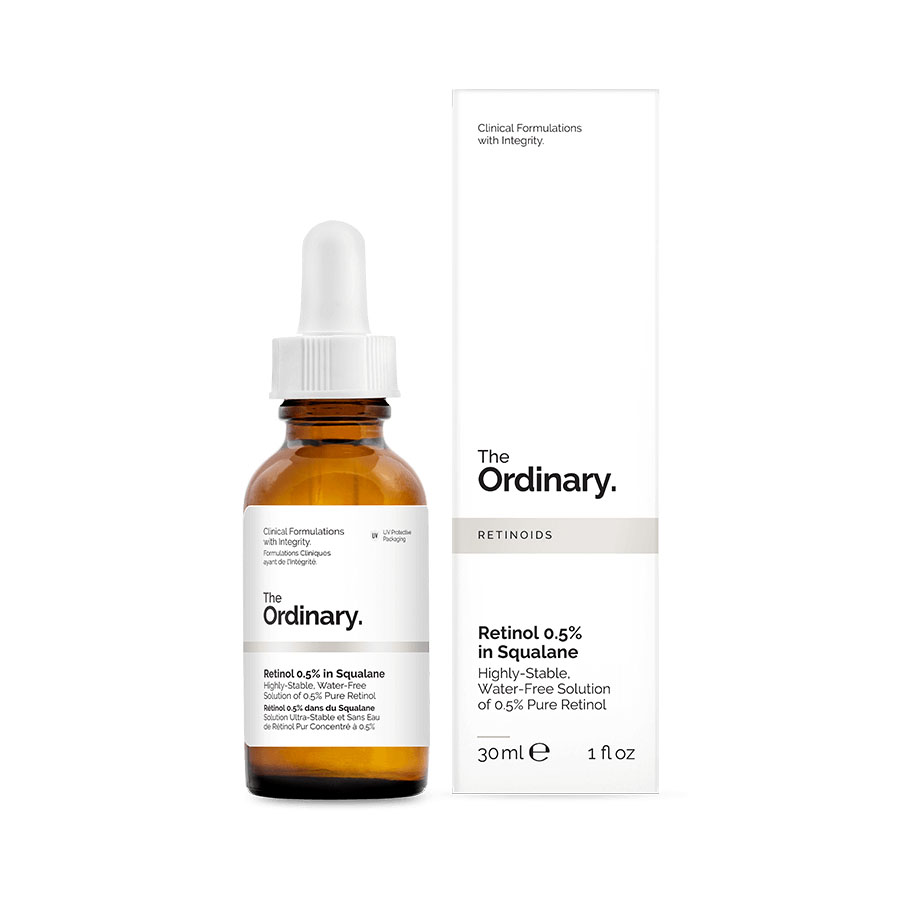 Clinical Formulations
with Integrity.
Formulations Cliniques
ayant de l'Intégrité.
UV
UV Protective
Packaging
The
Ordinary.
Retinol 0.5% in Squalane
Highly-Stable, Water-Free
Solution of 0.5% Pure Retinol
Rétinol 0.5% dans du Squalane
Solution Ultra-Stable et Sans Eau
de Rétinol Pur Concentré à 0.5%
Clinical Formulations
with Integrity.
The
Ordinary.
RETINOIDS
Retinol 0.5%
in Squalane
Highly-Stable,
Water-Free Solution
of 0.5% Pure Retinol
30 ml ℮ 1 fl oz